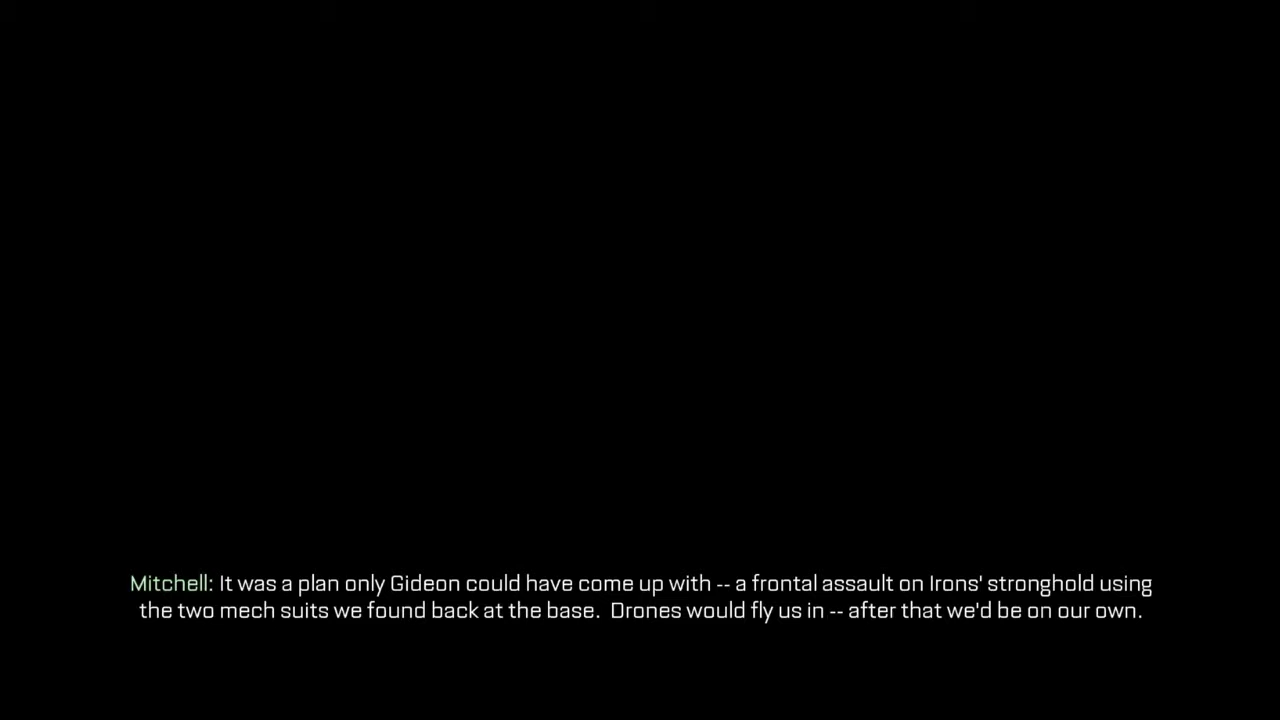 Mitchell: It was a plan only Gideon could have come up with -- a frontal assault on Irons' stronghold using
the two mech suits we found back at the base.  Drones would fly us in -- after that we'd be on our own.